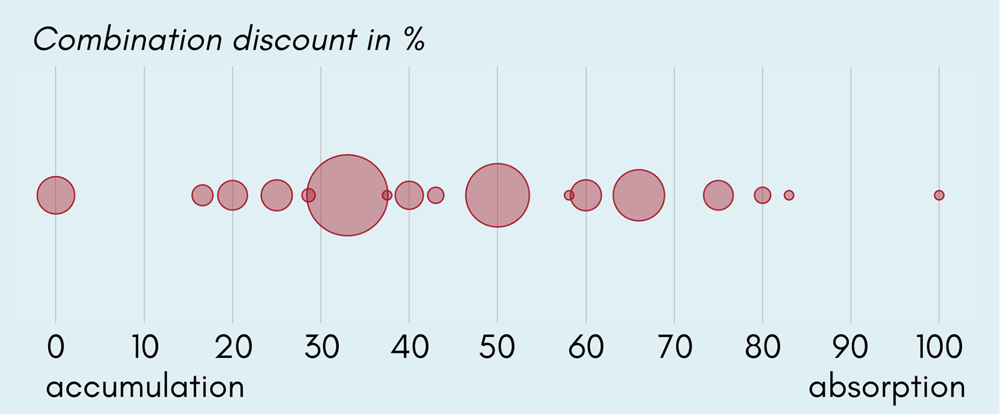 Combination discount in %
0 10 20 30 40 50 60 70 80 90 100
accumulation absorption